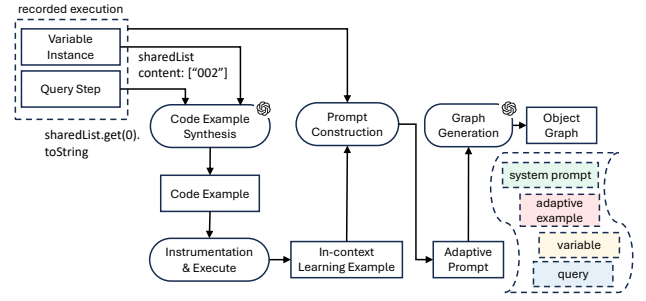 recorded execution
Variable
Instance
Query Step
sharedList
content: [“002”]
sharedList.get(0).
toString
Code Example
Synthesis
Code Example
Instrumentation
& Execute
Prompt
Construction
In-context
Learning Example
Graph
Generation
Object
Graph
Adaptive
Prompt
system prompt
adaptive
example
variable
query